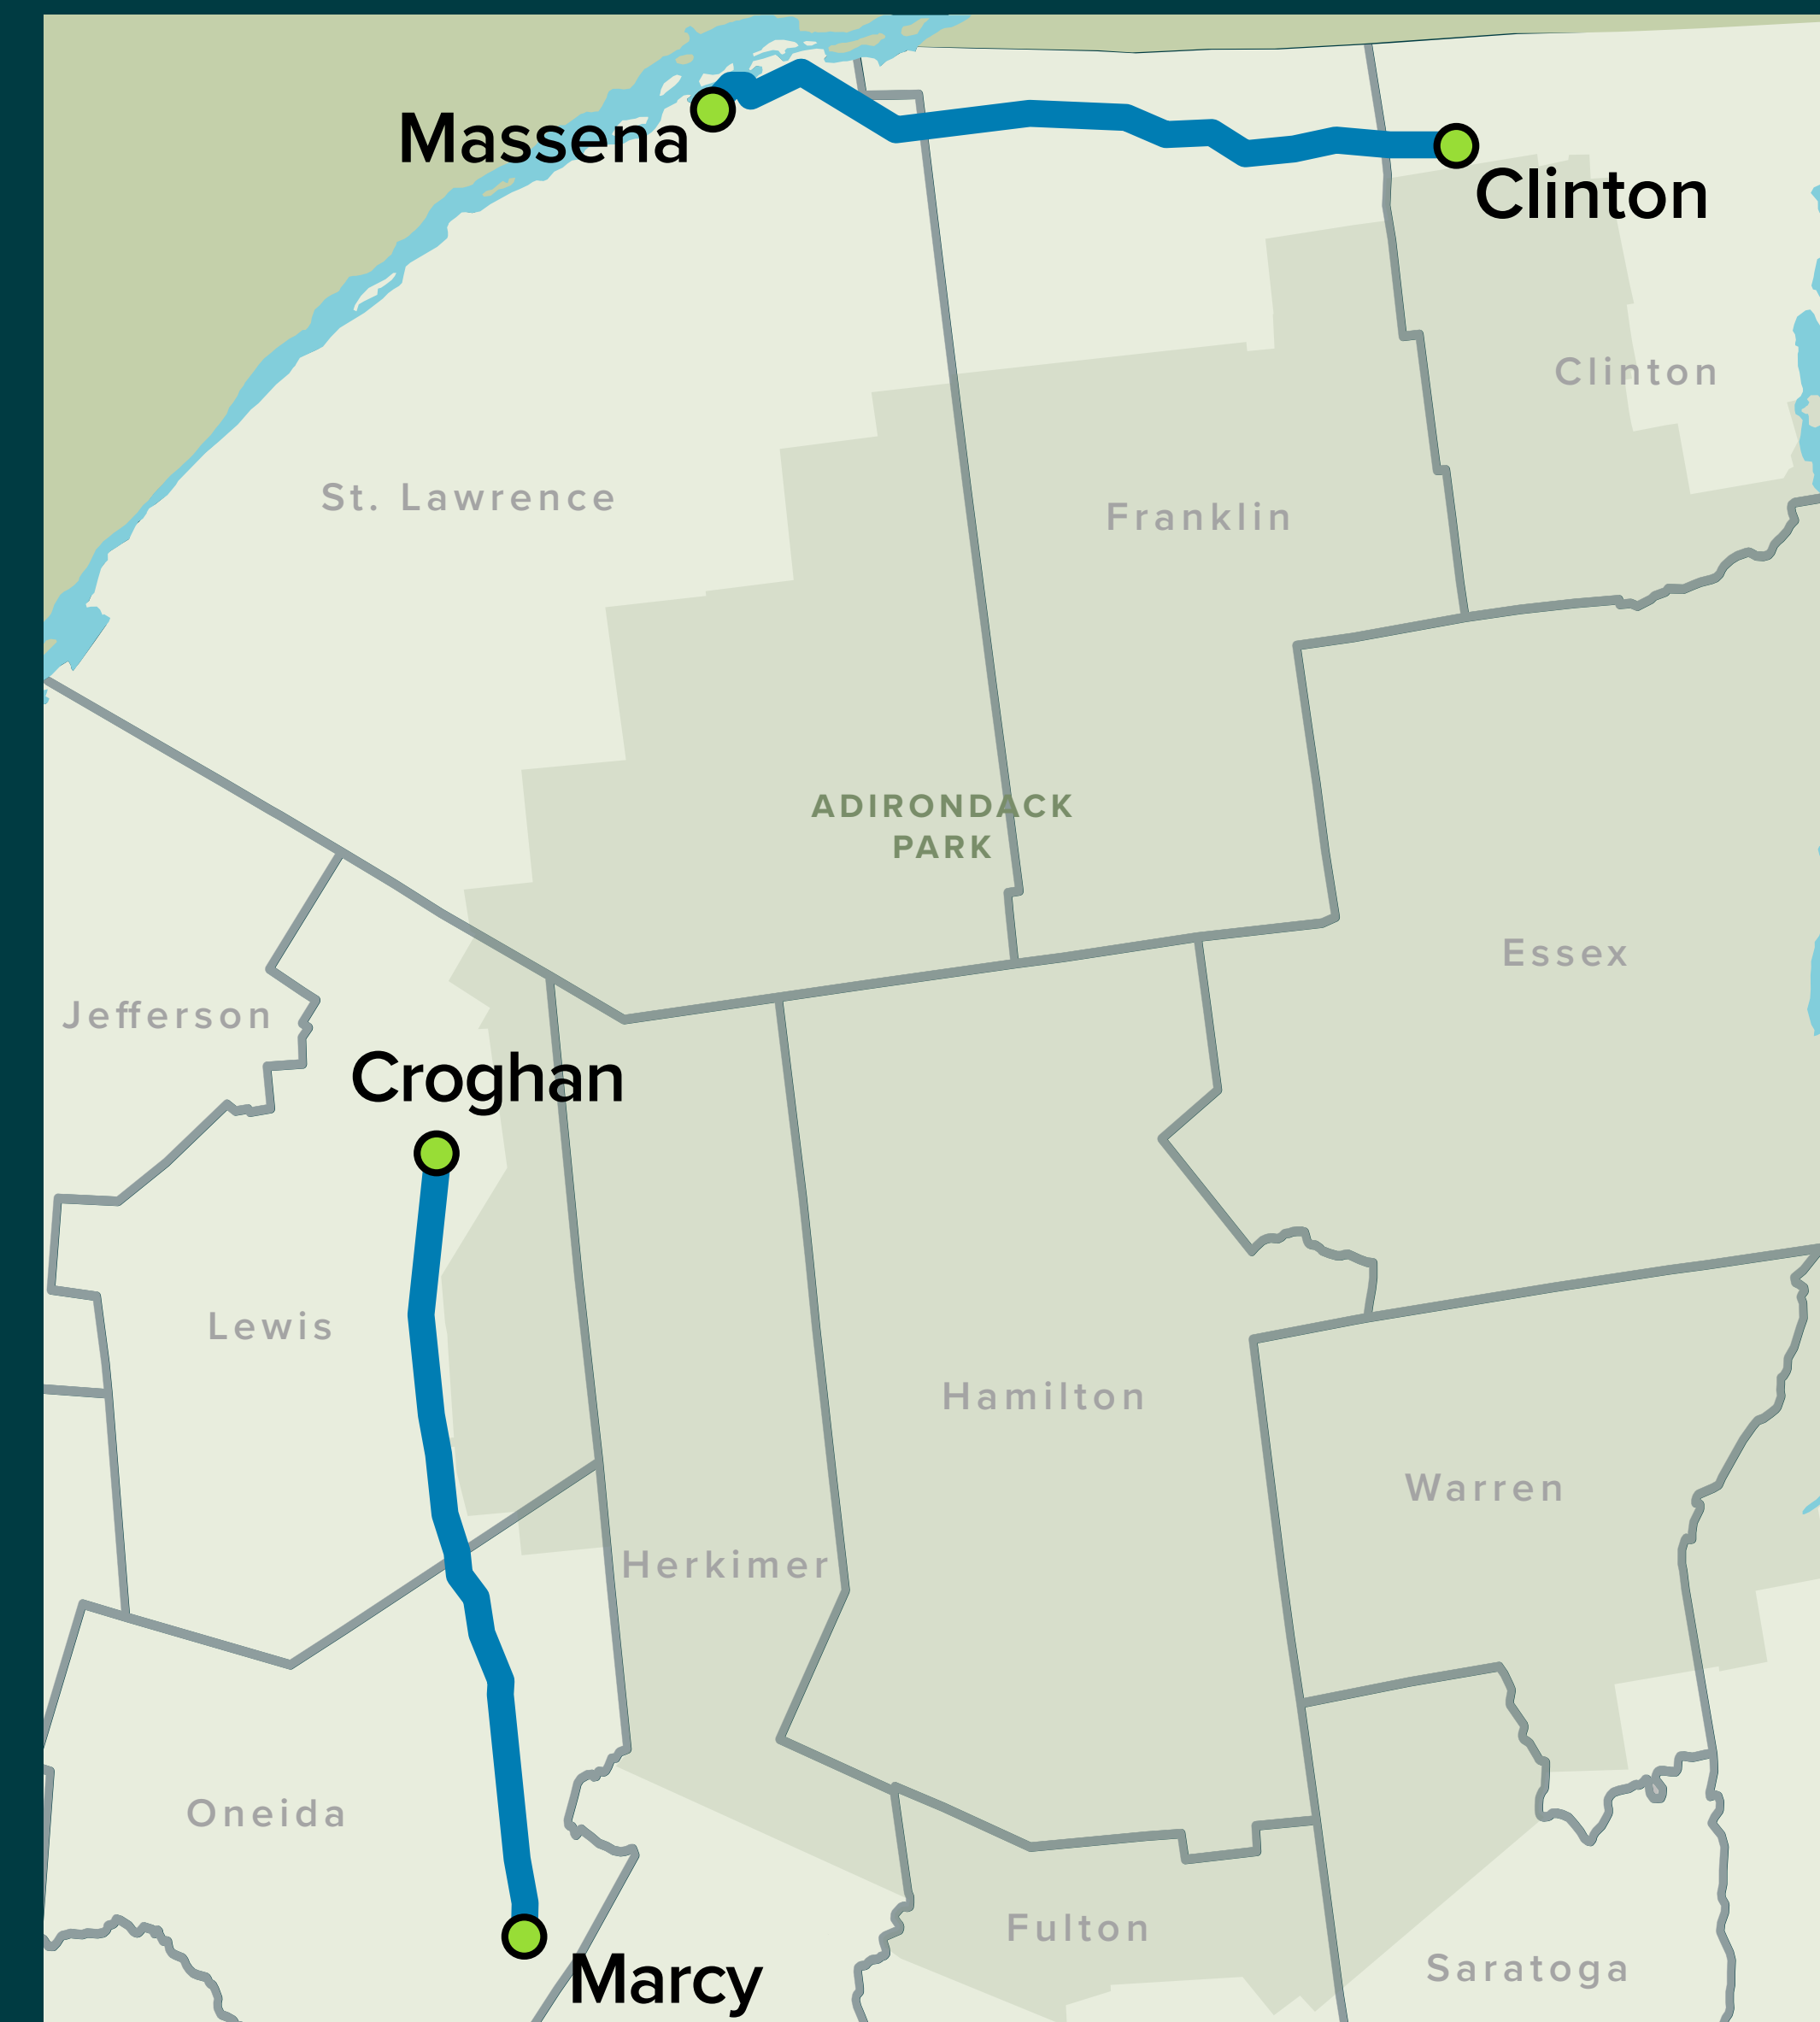 Massena
Clinton
Clinton
St. Lawrence
Franklin
ADIRONDACK
PARK
Essex
Jefferson
Croghan
Lewis
Hamilton
Warren
Herkimer
Oneida
Fulton
Saratoga
Marcy